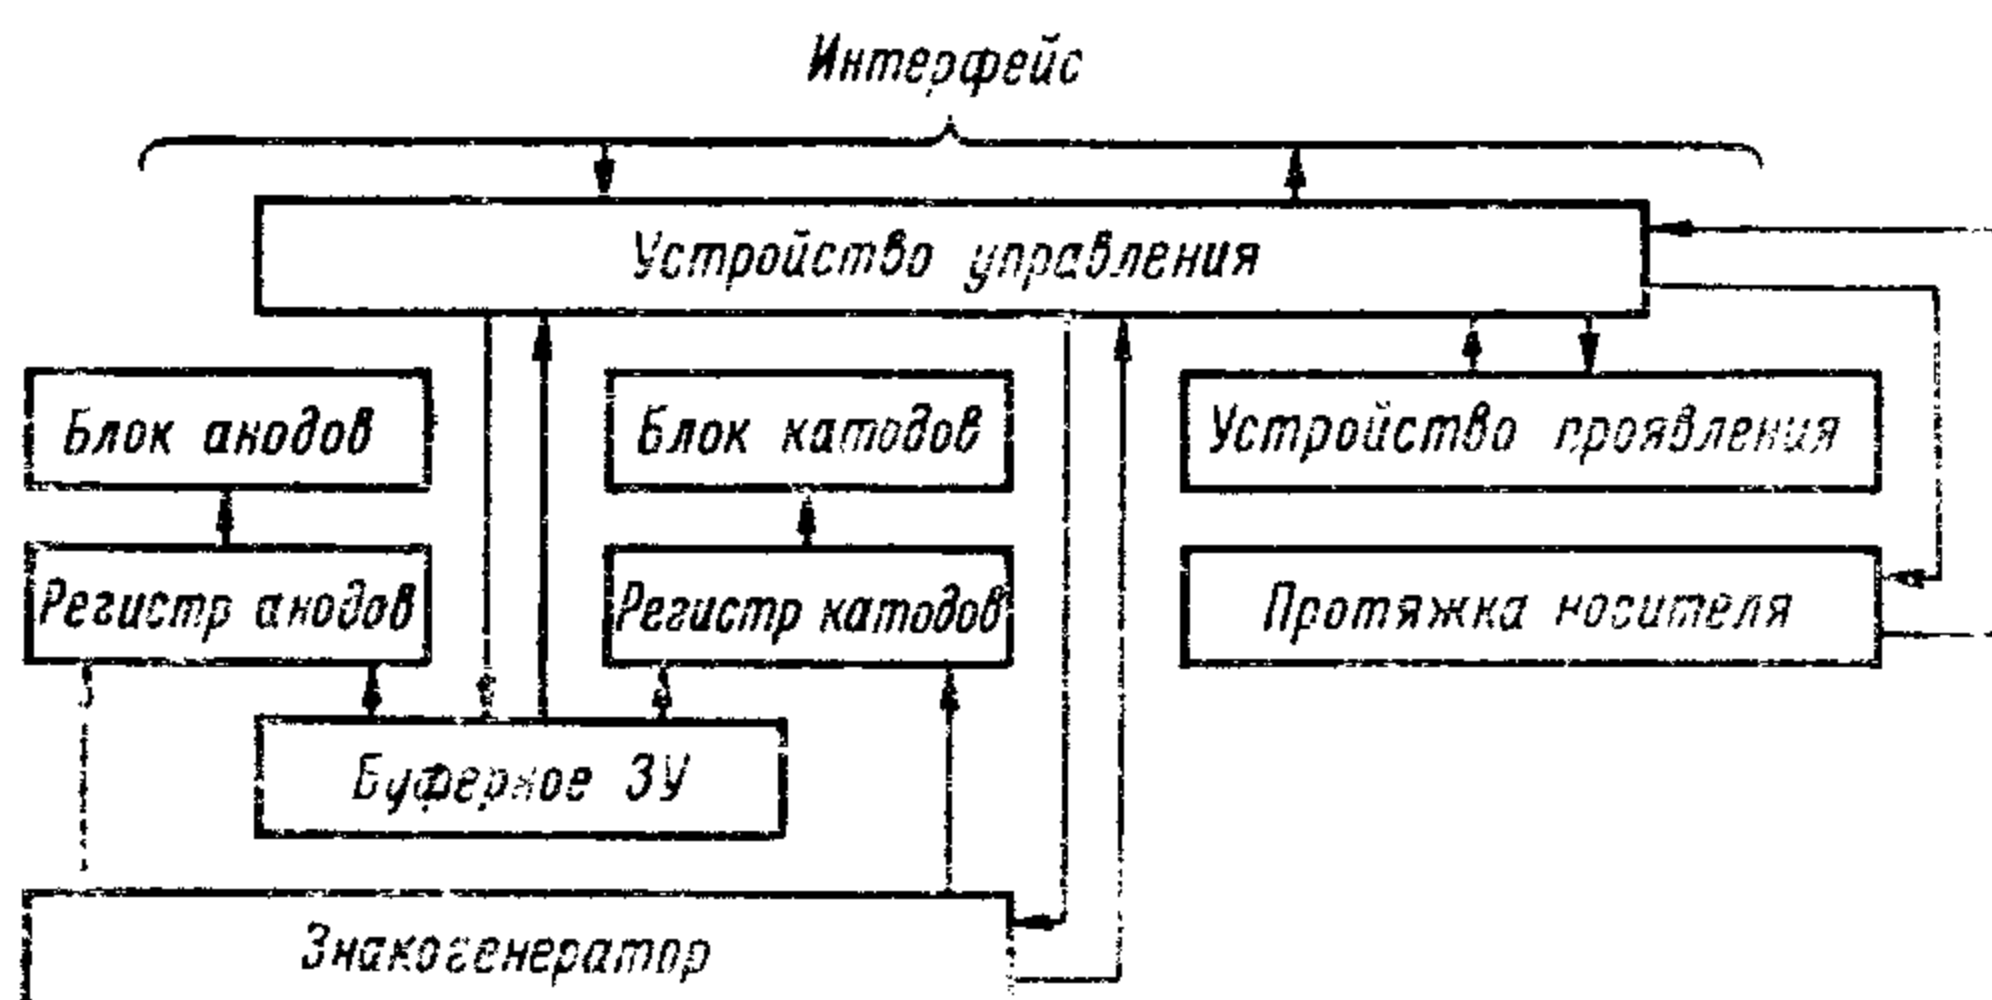 Интерфейс
Устройство управления
Блок анодов
Блок катодов
Устройство проявления
Регистр анодов
Регистр катодов
Протяжка носителя
Буферное ЗУ
Знакогенератор